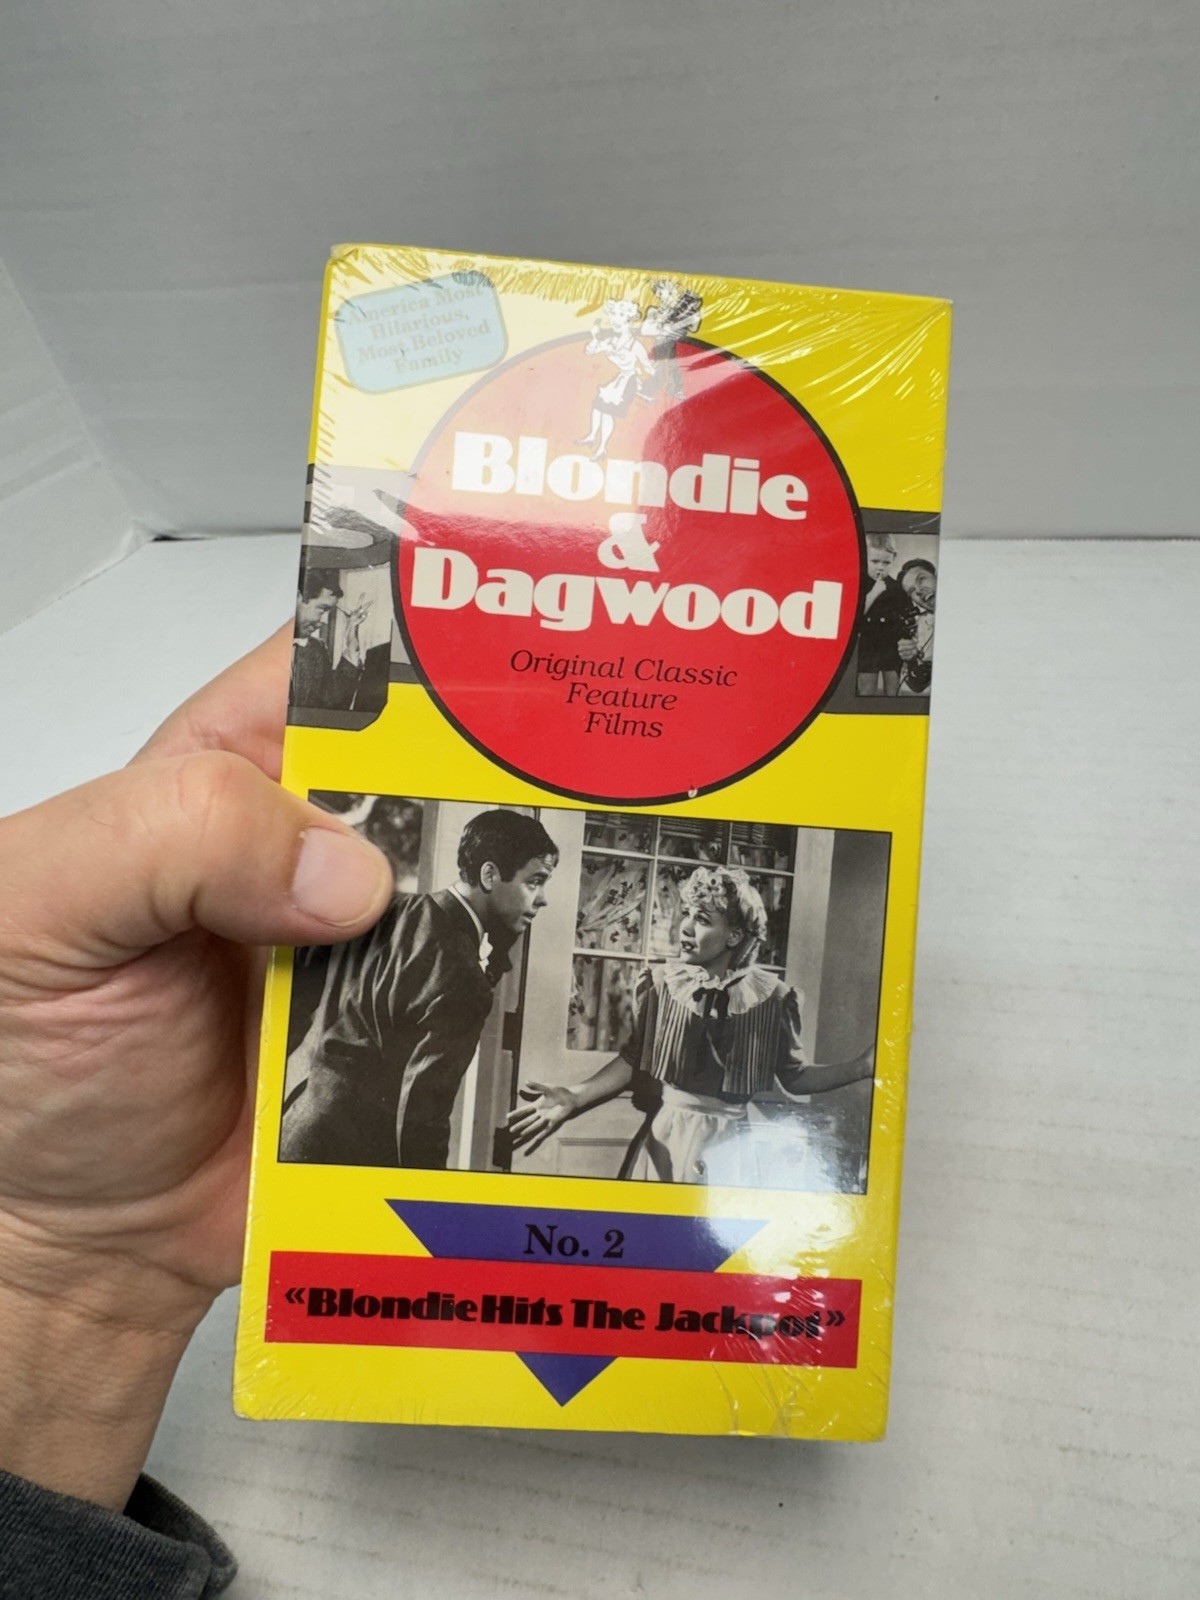 America Most
Hilarious,
Most Beloved
Family
Blondie
&
Dagwood
Original Classic
Feature
Films
No. 2
«Blondie Hits The Jackpot»